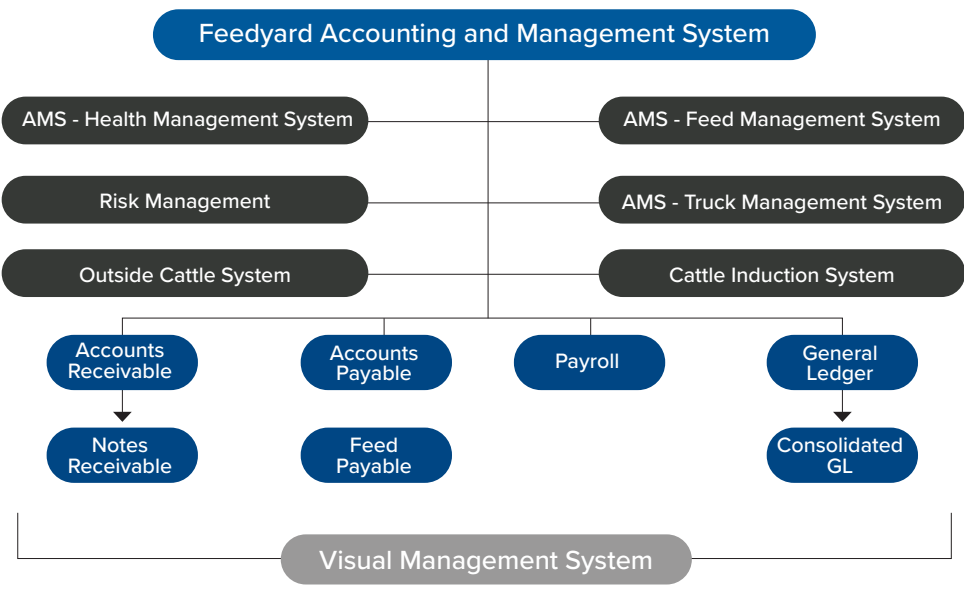 Feedyard Accounting and Management System
AMS - Health Management System
AMS - Feed Management System
Risk Management
AMS - Truck Management System
Outside Cattle System
Cattle Induction System
Accounts
Receivable
Accounts
Payable
Payroll
General
Ledger
Notes
Receivable
Feed
Payable
Consolidated
GL
Visual Management System